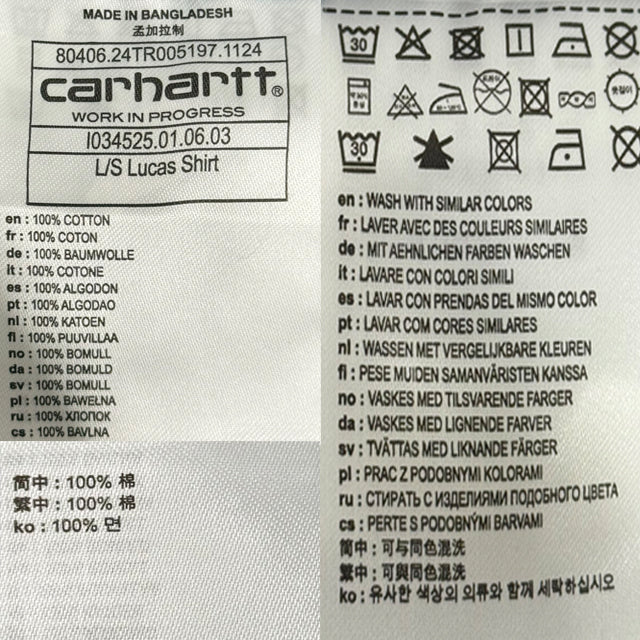 MADE IN BANGLADESH
孟加拉制
80406.24TR005197.1124
carhartt®
WORK IN PROGRESS
I034525.01.06.03
L/S Lucas Shirt
en : 100% COTTON
fr : 100% COTON
de : 100% BAUMWOLLE
it : 100% COTONE
es : 100% ALGODON
pt : 100% ALGODAO
nl : 100% KATOEN
fi : 100% PUUVILLAA
no : 100% BOMULL
da : 100% BOMULD
sv : 100% BOMULL
pl : 100% BAWEŁNA
ru : 100% ХЛОПОК
cs : 100% BAVLNA
简中 : 100% 棉
繁中 : 100% 棉
ko : 100% 면
30
30
en : WASH WITH SIMILAR COLORS
fr : LAVER AVEC DES COULEURS SIMILAIRES
de : MIT AEHNLICHEN FARBEN WASCHEN
it : LAVARE CON COLORI SIMILI
es : LAVAR CON PRENDAS DEL MISMO COLOR
pt : LAVAR COM CORES SIMILARES
nl : WASSEN MET VERGELIJKBARE KLEUREN
fi : PESE MUIDEN SAMANVÄRISTEN KANSSA
no : VASKES MED TILSVARENDE FARGER
da : VASKES MED LIGNENDE FARVER
sv : TVÄTTAS MED LIKNANDE FÄRGER
pl : PRAC Z PODOBNYMI KOLORAMI
ru : СТИРАТЬ С ИЗДЕЛИЯМИ ПОДОБНОГО ЦВЕТА
cs : PERTE S PODOBNÝMI BARVAMI
简中 : 可与同色混洗
繁中 : 可與同色混洗
ko : 유사한 색상의 의류와 함께 세탁하십시오